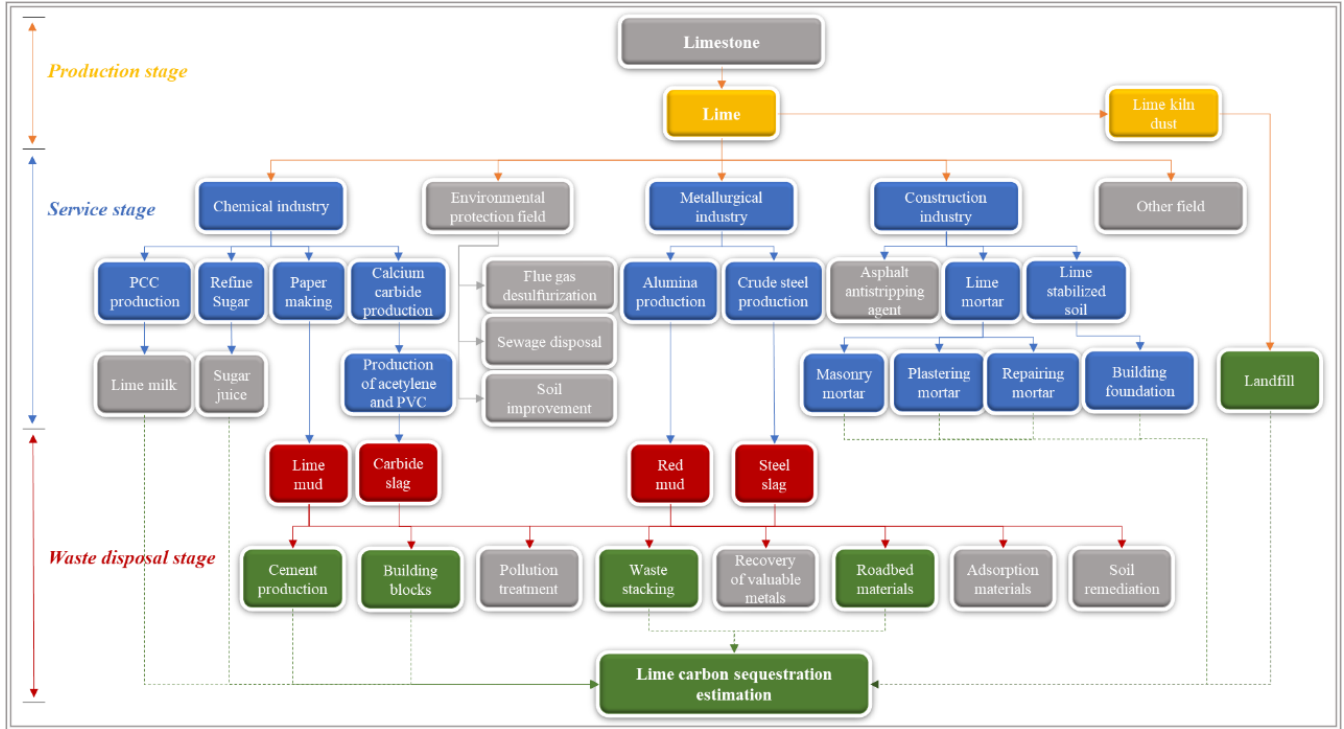 Limestone
Production stage
Lime
Lime kiln
dust
Service stage
Chemical industry
Environmental
protection field
Metallurgical
industry
Construction
industry
Other field
PCC
production
Refine
Sugar
Paper
making
Calcium
carbide
production
Flue gas
desulfurization
Alumina
production
Crude steel
production
Asphalt
antistripping
agent
Lime
mortar
Lime
stabilized
soil
Sewage disposal
Lime milk
Sugar
juice
Production
of acetylene
and PVC
Soil
improvement
Masonry
mortar
Plastering
mortar
Repairing
mortar
Building
foundation
Landfill
Lime
mud
Carbide
slag
Red
mud
Steel
slag
Waste disposal stage
Cement
production
Building
blocks
Pollution
treatment
Waste
stacking
Recovery
of valuable
metals
Roadbed
materials
Adsorption
materials
Soil
remediation
Lime carbon sequestration
estimation